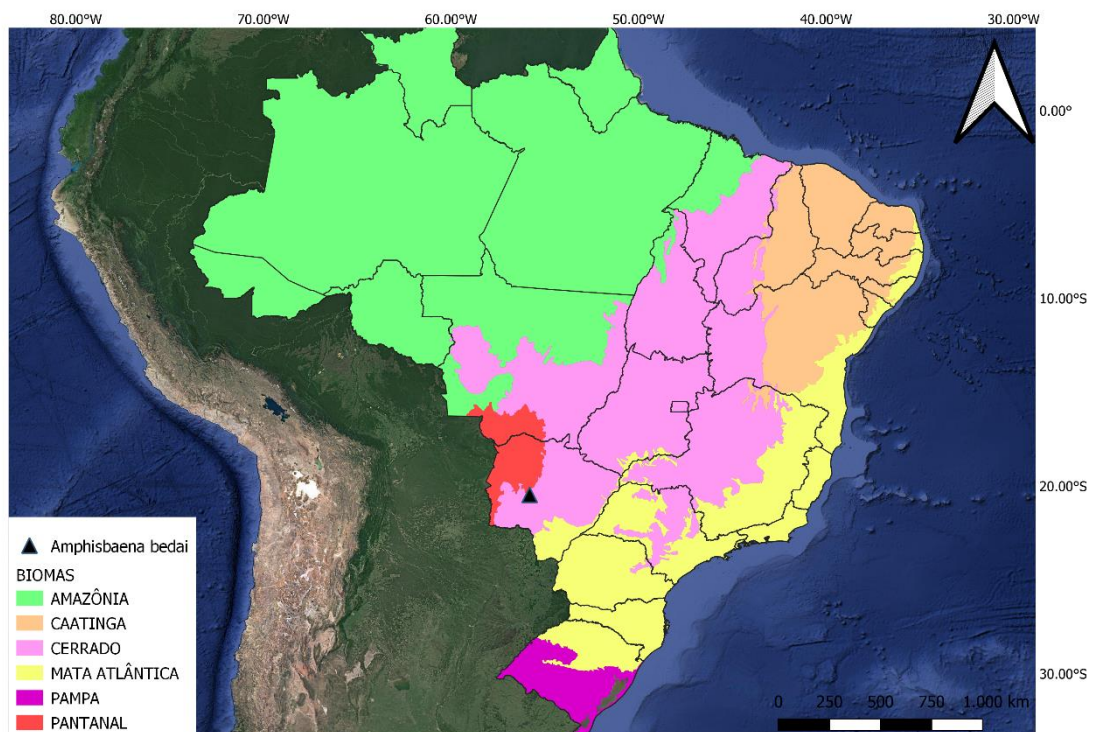 80.00°W 70.00°W 60.00°W 50.00°W 40.00°W 30.00°W
0.00°
10.00°S
20.00°S
30.00°S
Amphisbaena bedai
BIOMAS
AMAZÔNIA
CAATINGA
CERRADO
MATA ATLÂNTICA
PAMPA
PANTANAL
0 250 500 750 1.000 km